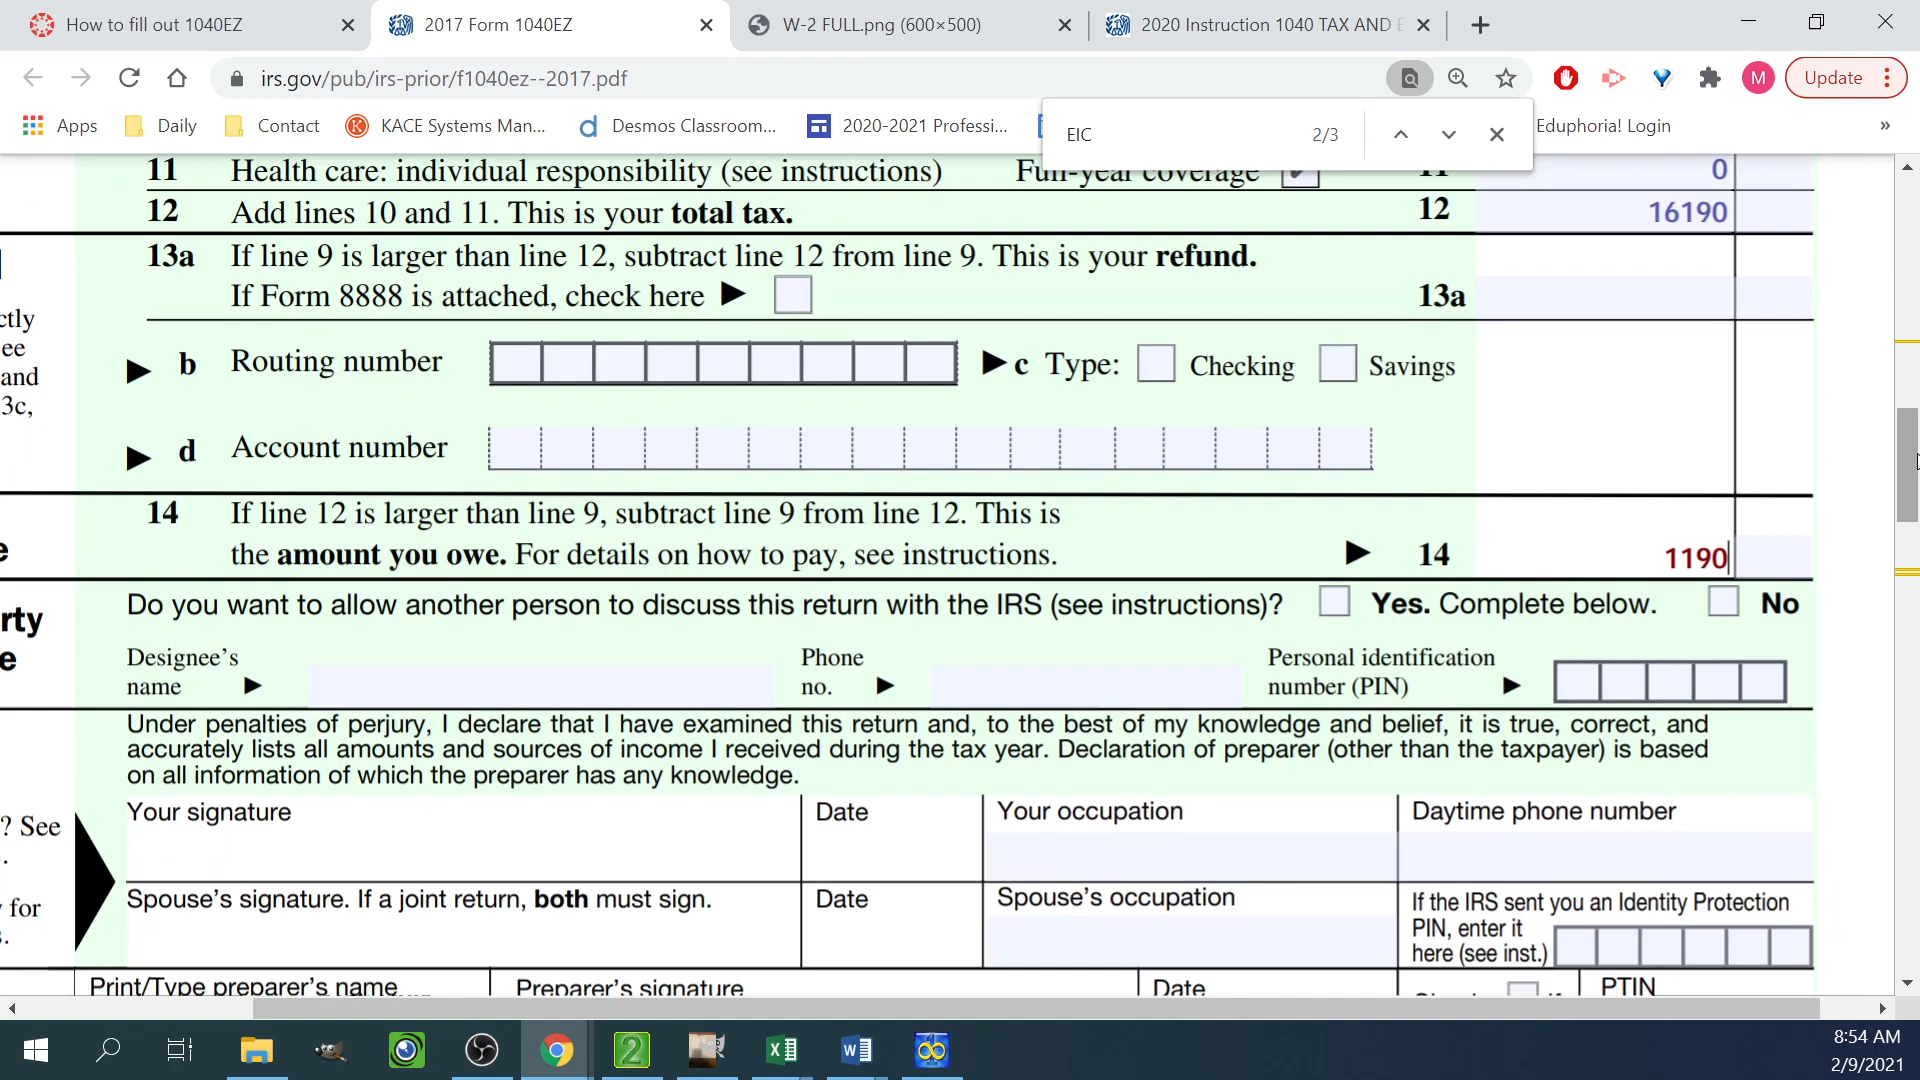 How to fill out 1040EZ
2017 Form 1040EZ
W-2 FULL.png (600×500)
2020 Instruction 1040 TAX AND E
irs.gov/pub/irs-prior/f1040ez--2017.pdf
M
Update
Apps
Daily
Contact
KACE Systems Man...
Desmos Classroom...
2020-2021 Professi...
Eduphoria! Login
»
EIC
2/3
11 Health care: individual responsibility (see instructions) Full-year coverage 11 0
12 Add lines 10 and 11. This is your total tax. 12 16190
13a If line 9 is larger than line 12, subtract line 12 from line 9. This is your refund.
If Form 8888 is attached, check here ▶ 13a
ctly
ee
and
3c,
▶ b Routing number ▶ c Type: Checking Savings
▶ d Account number
14 If line 12 is larger than line 9, subtract line 9 from line 12. This is
the amount you owe. For details on how to pay, see instructions. ▶ 14 1190
e
Do you want to allow another person to discuss this return with the IRS (see instructions)? Yes. Complete below. No
rty
e
Designee's
name ▶
Phone
no. ▶
Personal identification
number (PIN) ▶
Under penalties of perjury, I declare that I have examined this return and, to the best of my knowledge and belief, it is true, correct, and
accurately lists all amounts and sources of income I received during the tax year. Declaration of preparer (other than the taxpayer) is based
on all information of which the preparer has any knowledge.
? See
.
for
.
Your signature
Date
Your occupation
Daytime phone number
Spouse's signature. If a joint return, both must sign.
Date
Spouse's occupation
If the IRS sent you an Identity Protection
PIN, enter it
here (see inst.)
Print/Type preparer's name
Preparer's signature
Date
PTIN
2
8:54 AM
2/9/2021